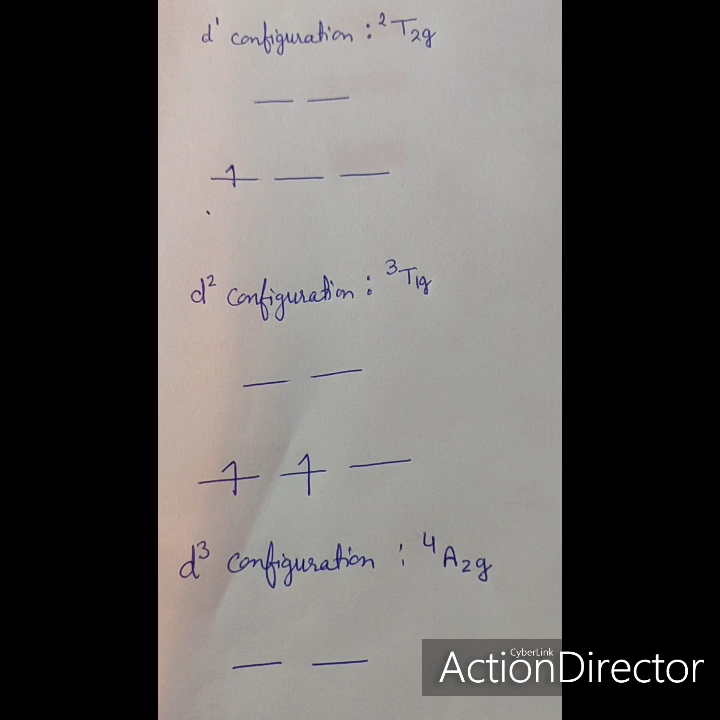 d¹ configuration : ²T₂g
d² configuration : ³T₁g
d³ configuration : ⁴A₂g
CyberLink
ActionDirector